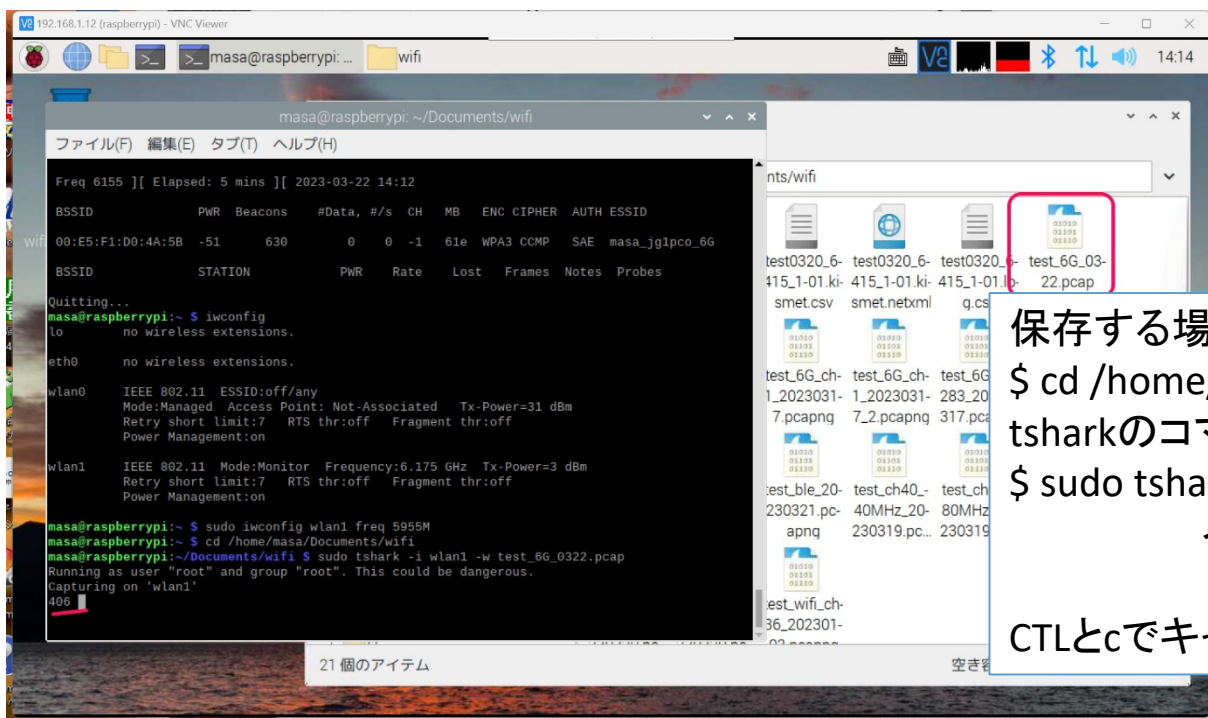 192.168.1.12 (raspberrypi) - VNC Viewer
masa@raspberrypi: ...
wifi
14:14
masa@raspberrypi: ~/Documents/wifi
ファイル(F) 編集(E) タブ(T) ヘルプ(H)
Freq 6155 ][ Elapsed: 5 mins ][ 2023-03-22 14:12
BSSID PWR Beacons #Data, #/s CH MB ENC CIPHER AUTH ESSID
00:E5:F1:D0:4A:5B -51 630 0 0 -1 61e WPA3 CCMP SAE masa_jg1pco_6G
BSSID STATION PWR Rate Lost Frames Notes Probes
Quitting...
masa@raspberrypi:~ $ iwconfig
lo no wireless extensions.
eth0 no wireless extensions.
wlan0 IEEE 802.11 ESSID:off/any
Mode:Managed Access Point: Not-Associated Tx-Power=31 dBm
Retry short limit:7 RTS thr:off Fragment thr:off
Power Management:on
wlan1 IEEE 802.11 Mode:Monitor Frequency:6.175 GHz Tx-Power=3 dBm
Retry short limit:7 RTS thr:off Fragment thr:off
Power Management:on
masa@raspberrypi:~ $ sudo iwconfig wlan1 freq 5955M
masa@raspberrypi:~ $ cd /home/masa/Documents/wifi
masa@raspberrypi:~/Documents/wifi $ sudo tshark -i wlan1 -w test_6G_0322.pcap
Running as user "root" and group "root". This could be dangerous.
Capturing on 'wlan1'
406
nts/wifi
test0320_6- test0320_6- test0320_6- test_6G_03-
415_1-01.ki- 415_1-01.ki- 415_1-01.lo- 22.pcap
smet.csv smet.netxml g.cs
test_6G_ch- test_6G_ch- test_6G
1_2023031- 1_2023031- 283_20
7.pcapng 7_2.pcapng 317.pca
test_ble_20- test_ch40_- test_ch
230321.pc- 40MHz_20- 80MHz
apng 230319.pc... 230319
test_wifi_ch-
36_202301-
21 個のアイテム
空き容
保存する場
$ cd /home/
tsharkのコマ
$ sudo tsha
CTLとcでキャ